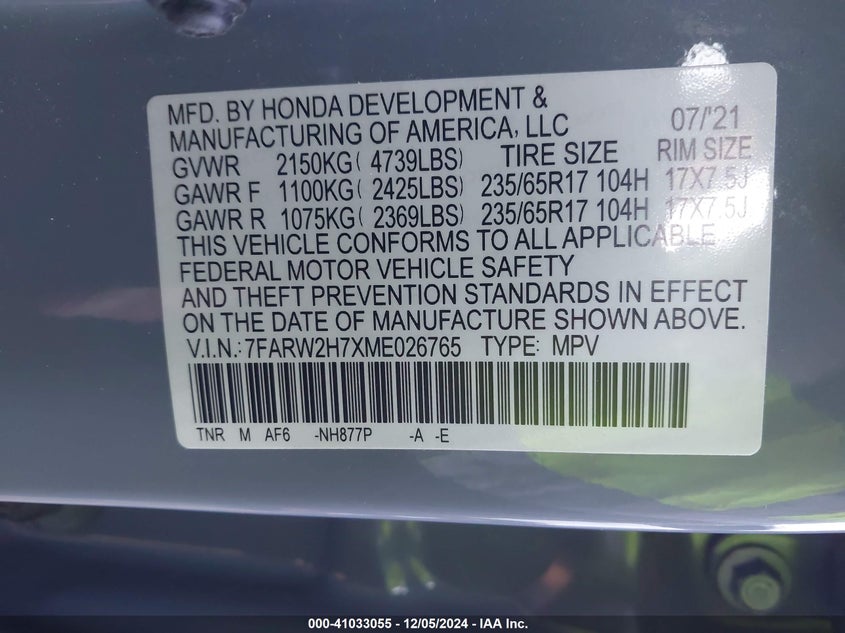 MFD. BY HONDA DEVELOPMENT &
MANUFACTURING OF AMERICA, LLC 07/'21
GVWR 2150KG( 4739LBS) TIRE SIZE RIM SIZE
GAWR F 1100KG( 2425LBS) 235/65R17 104H 17X7.5J
GAWR R 1075KG( 2369LBS) 235/65R17 104H 17X7.5J
THIS VEHICLE CONFORMS TO ALL APPLICABLE
FEDERAL MOTOR VEHICLE SAFETY
AND THEFT PREVENTION STANDARDS IN EFFECT
ON THE DATE OF MANUFACTURE SHOWN ABOVE.
V.I.N.:7FARW2H7XME026765 TYPE: MPV
TNR M AF6 -NH877P -A -E
000-41033055 - 12/05/2024 - IAA Inc.